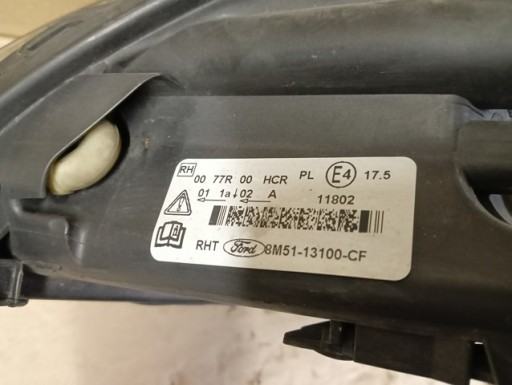 RH 00 77R 00 HCR PL E4 17.5
01 1a↓02 A 11802
RHT Ford 8M51-13100-CF